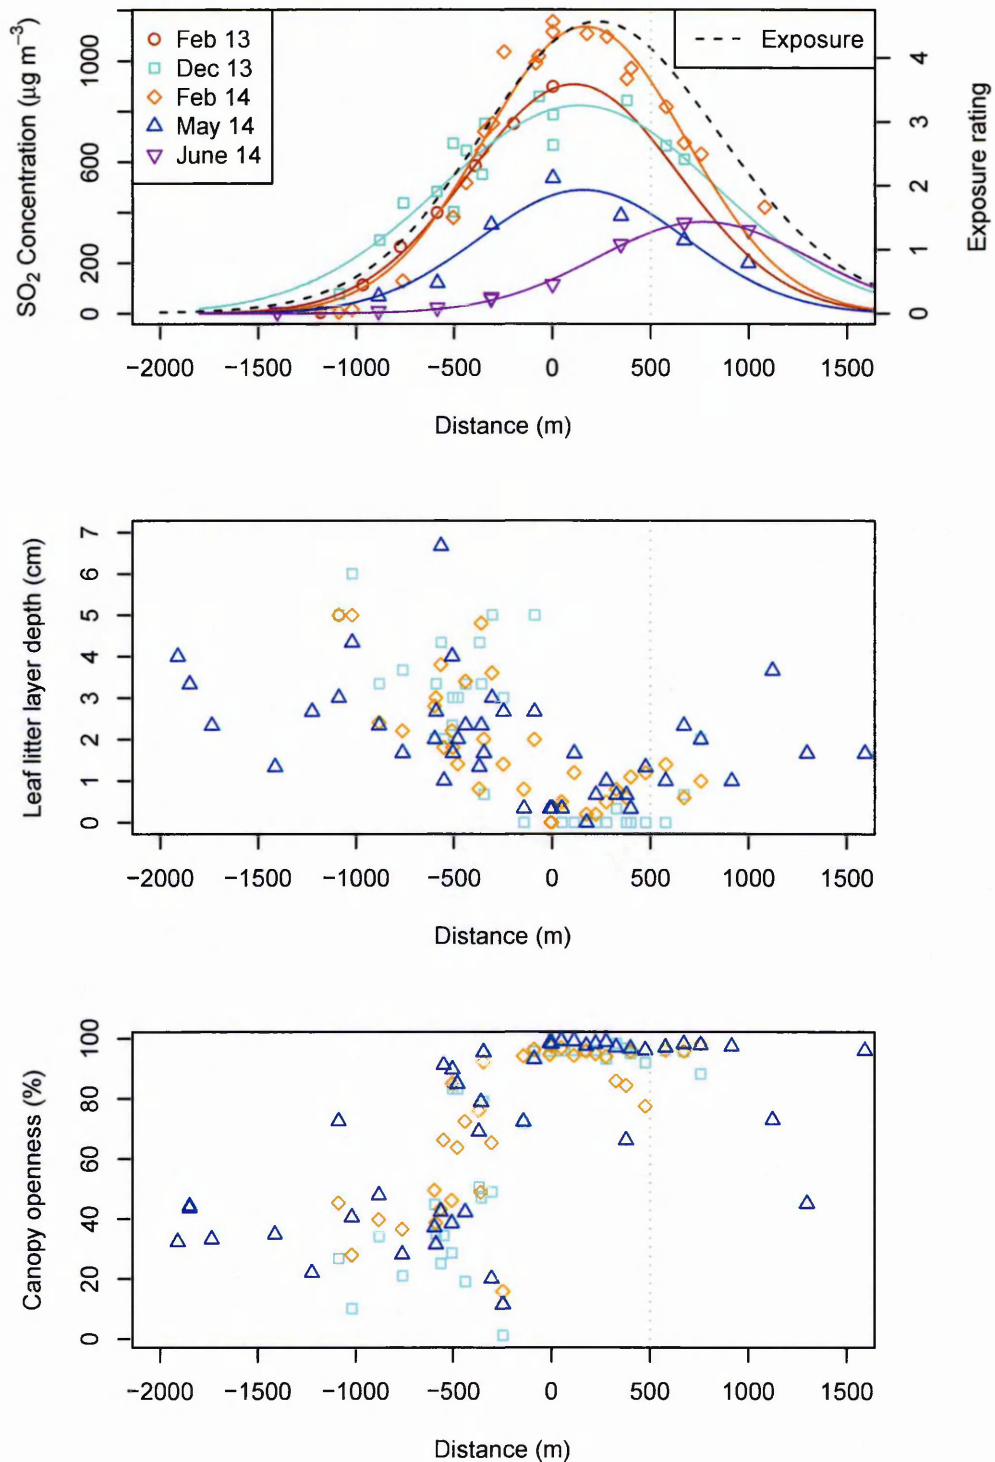 SO₂ Concentration (µg m⁻³)
0
200
600
1000
Feb 13
Dec 13
Feb 14
May 14
June 14
Exposure
0 1 2 3 4
Exposure rating
−2000 −1500 −1000 −500 0 500 1000 1500
Distance (m)
Leaf litter layer depth (cm)
0 1 2 3 4 5 6 7
−2000 −1500 −1000 −500 0 500 1000 1500
Distance (m)
Canopy openness (%)
0 20 40 60 80 100
−2000 −1500 −1000 −500 0 500 1000 1500
Distance (m)